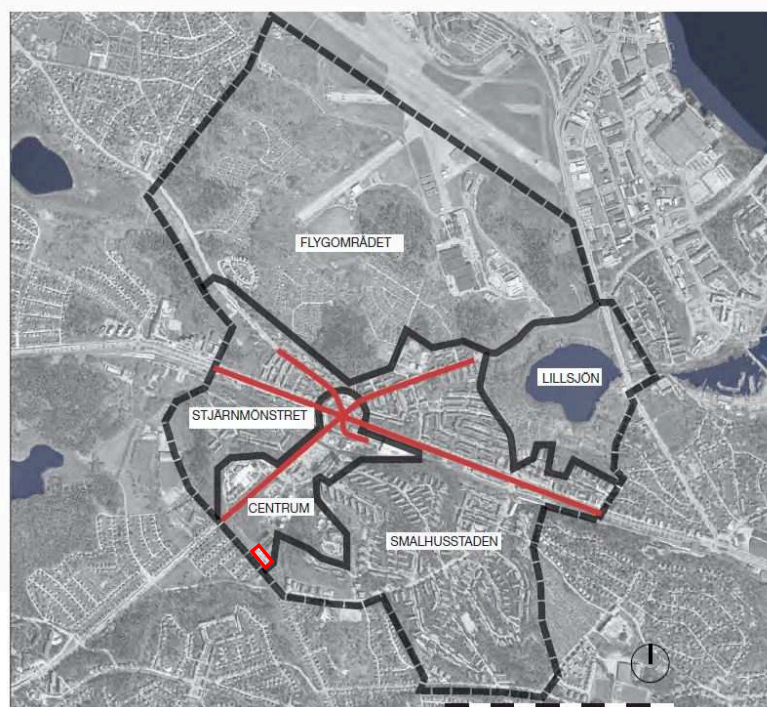 FLYGOMRÅDET
LILLSJÖN
STJÄRNMÖNSTRET
CENTRUM
SMALHUSSTADEN